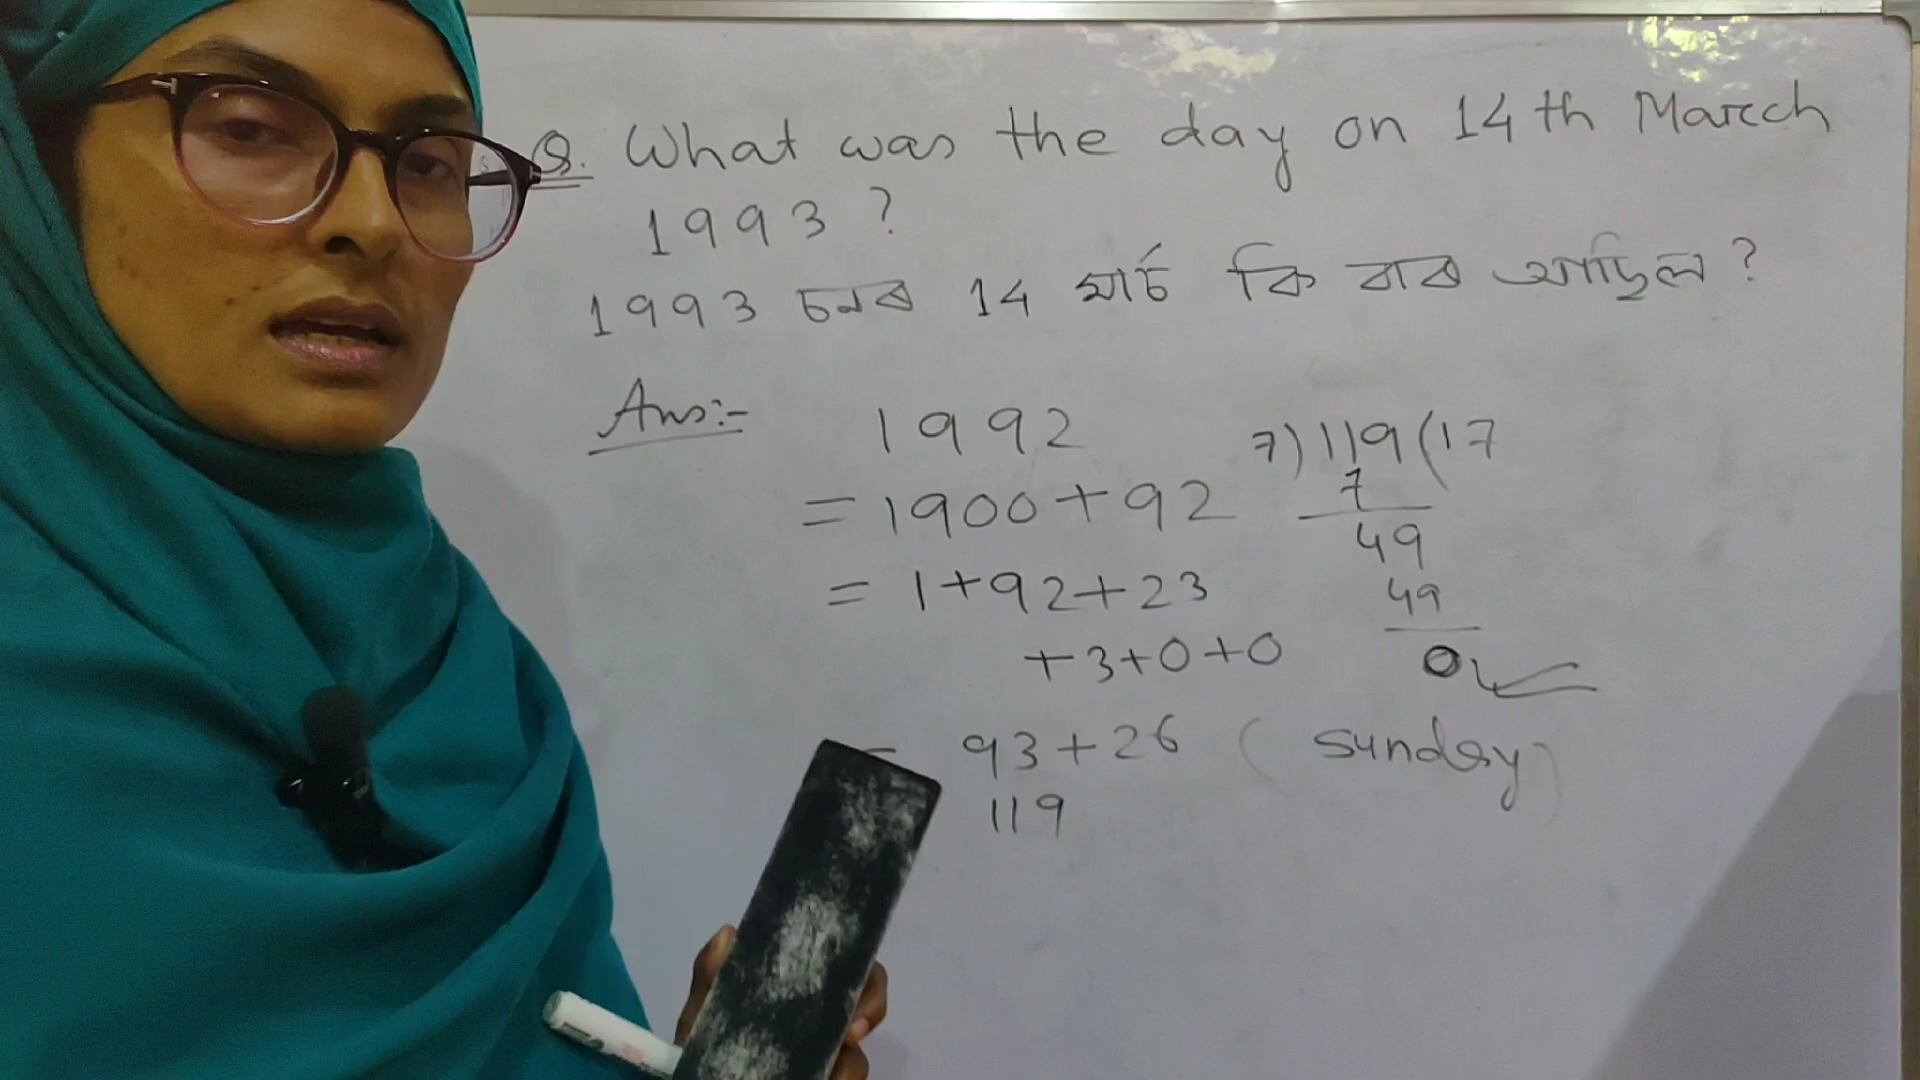 Q. What was the day on 14th March
1993 ?
1993 চনৰ 14 মাৰ্চ কি বাৰ আছিল ?
Ans:-
1992
= 1900+92
= 1+92+23
+3+0+0
= 93+26 (Sunday)
119
7)119(17
7
49
49
0